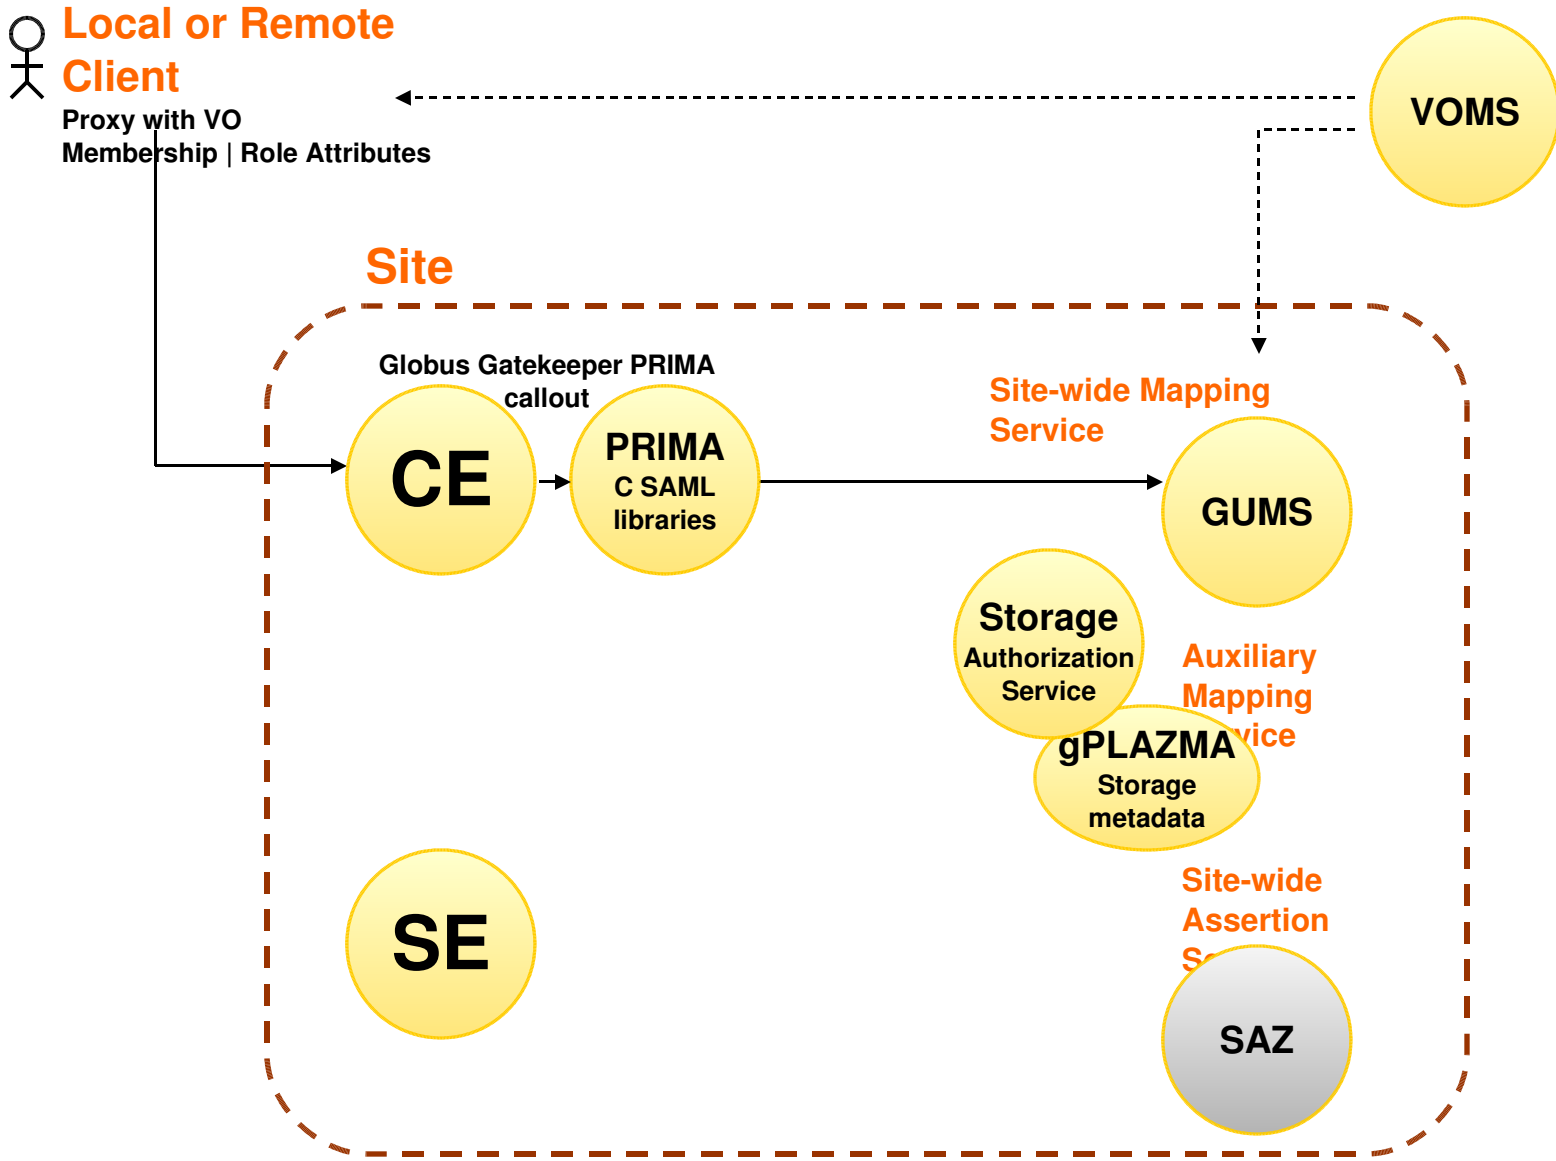 Local or Remote
Client
Proxy with VO
Membership | Role Attributes
VOMS
Site
Globus Gatekeeper PRIMA
callout
CE
PRIMA
C SAML
libraries
Site-wide Mapping
Service
GUMS
Storage
Authorization
Service
Auxiliary
Mapping
gPLAZMA
Storage
metadata
SE
Site-wide
Assertion
SAZ